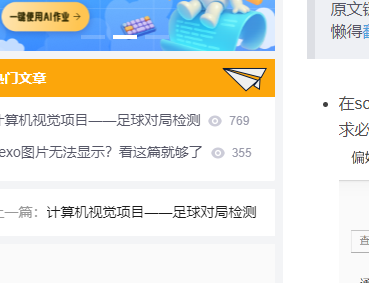 一键使用AI作业
热门文章
计算机视觉项目——足球对局检测 769
exo图片无法显示？看这篇就够了 355
上一篇：计算机视觉项目——足球对局检测
原文链
懒得
在sc
求必
偏好
查
通